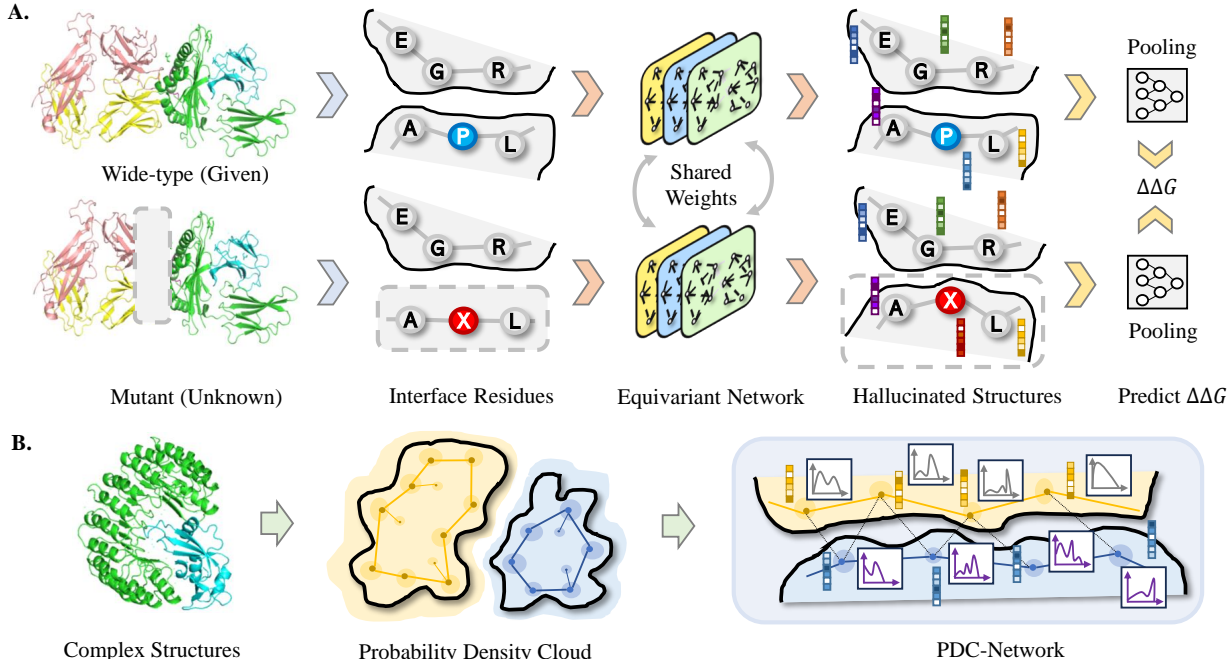 A.
E
G
R
A
P
L
Wide-type (Given)
Shared
Weights
E
G
R
A
P
L
Pooling
ΔΔG
E
G
R
A
X
L
E
G
R
A
X
L
Pooling
Mutant (Unknown)
Interface Residues
Equivariant Network
Hallucinated Structures
Predict ΔΔG
B.
Complex Structures
Probability Density Cloud
PDC-Network